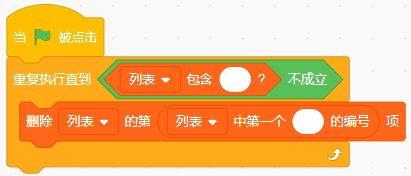 当 被点击
重复执行直到 列表 包含 ? 不成立
删除 列表 的第 列表 中第一个 的编号 项